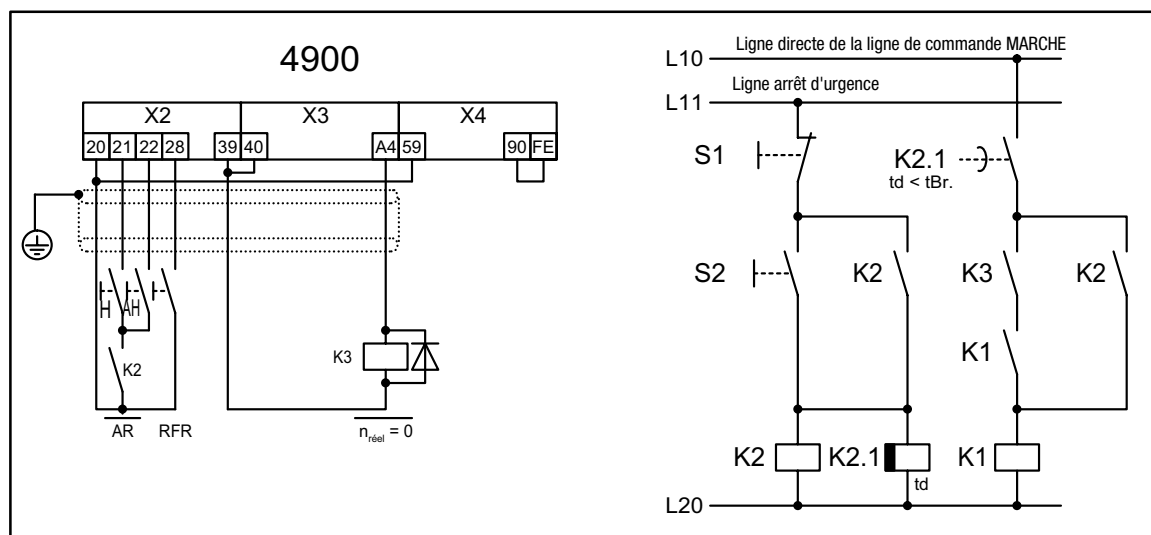 4900
X2 X3 X4
20 21 22 28 39 40 A4 59 90 FE
H AH
K2
K3
AR RFR
n réel = 0
Ligne directe de la ligne de commande MARCHE
L10
Ligne arrêt d'urgence
L11
S1
K2.1
td < tBr.
S2 K2 K3 K2
K1
K2 K2.1 K1
td
L20